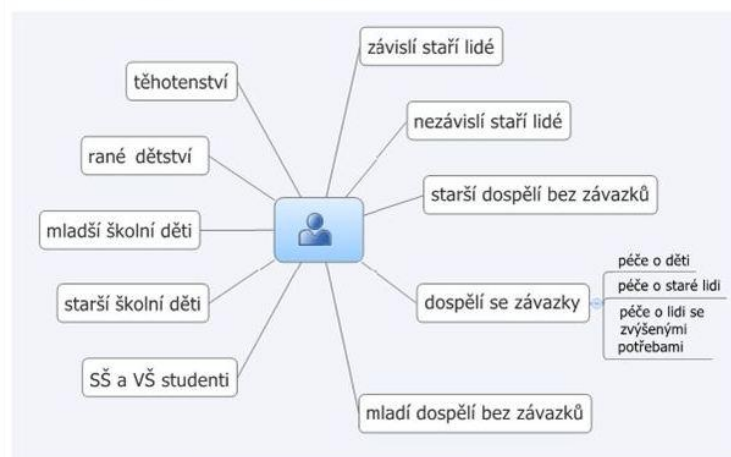 závislí staří lidé
těhotenství
nezávislí staří lidé
rané dětství
starší dospělí bez závazků
mladší školní děti
péče o děti
péče o staré lidi
starší školní děti
dospělí se závazky
péče o lidi se
zvýšenými
potřebami
SŠ a VŠ studenti
mladí dospělí bez závazků